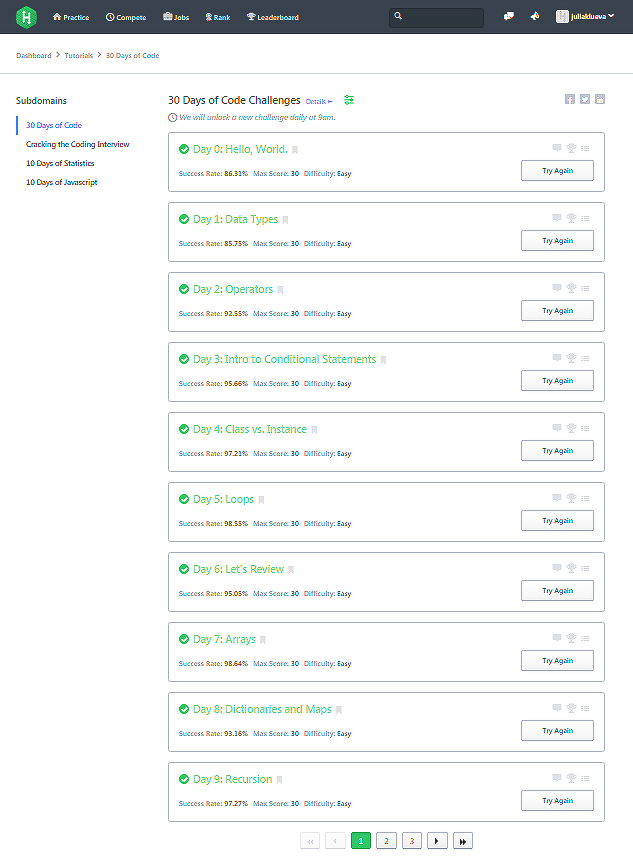 Practice Compete Jobs Rank Leaderboard juliaklueva
Dashboard > Tutorials > 30 Days of Code
Subdomains
30 Days of Code
Cracking the Coding Interview
10 Days of Statistics
10 Days of Javascript
30 Days of Code Challenges Details
We will unlock a new challenge daily at 9am.
Day 0: Hello, World.
Success Rate: 86.31% Max Score: 30 Difficulty: Easy
Try Again
Day 1: Data Types
Success Rate: 85.75% Max Score: 30 Difficulty: Easy
Try Again
Day 2: Operators
Success Rate: 92.55% Max Score: 30 Difficulty: Easy
Try Again
Day 3: Intro to Conditional Statements
Success Rate: 95.66% Max Score: 30 Difficulty: Easy
Try Again
Day 4: Class vs. Instance
Success Rate: 97.21% Max Score: 30 Difficulty: Easy
Try Again
Day 5: Loops
Success Rate: 98.55% Max Score: 30 Difficulty: Easy
Try Again
Day 6: Let's Review
Success Rate: 95.05% Max Score: 30 Difficulty: Easy
Try Again
Day 7: Arrays
Success Rate: 98.64% Max Score: 30 Difficulty: Easy
Try Again
Day 8: Dictionaries and Maps
Success Rate: 93.16% Max Score: 30 Difficulty: Easy
Try Again
Day 9: Recursion
Success Rate: 97.27% Max Score: 30 Difficulty: Easy
Try Again
1 2 3